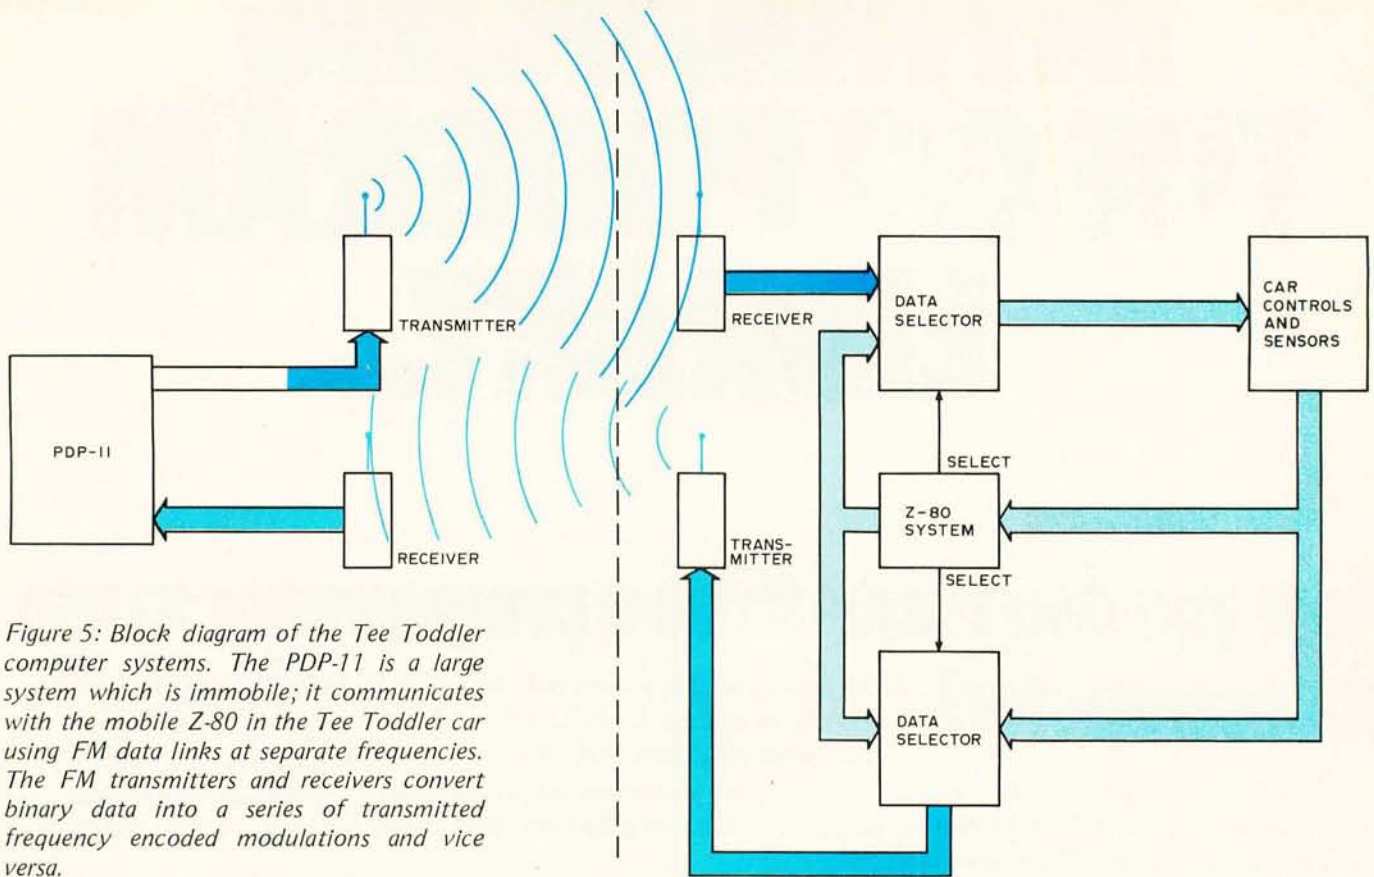 TRANSMITTER
RECEIVER
DATA
SELECTOR
CAR
CONTROLS
AND
SENSORS
PDP-11
SELECT
Z-80
SYSTEM
SELECT
RECEIVER
TRANS-
MITTER
DATA
SELECTOR
Figure 5: Block diagram of the Tee Toddler
computer systems. The PDP-11 is a large
system which is immobile; it communicates
with the mobile Z-80 in the Tee Toddler car
using FM data links at separate frequencies.
The FM transmitters and receivers convert
binary data into a series of transmitted
frequency encoded modulations and vice
versa.